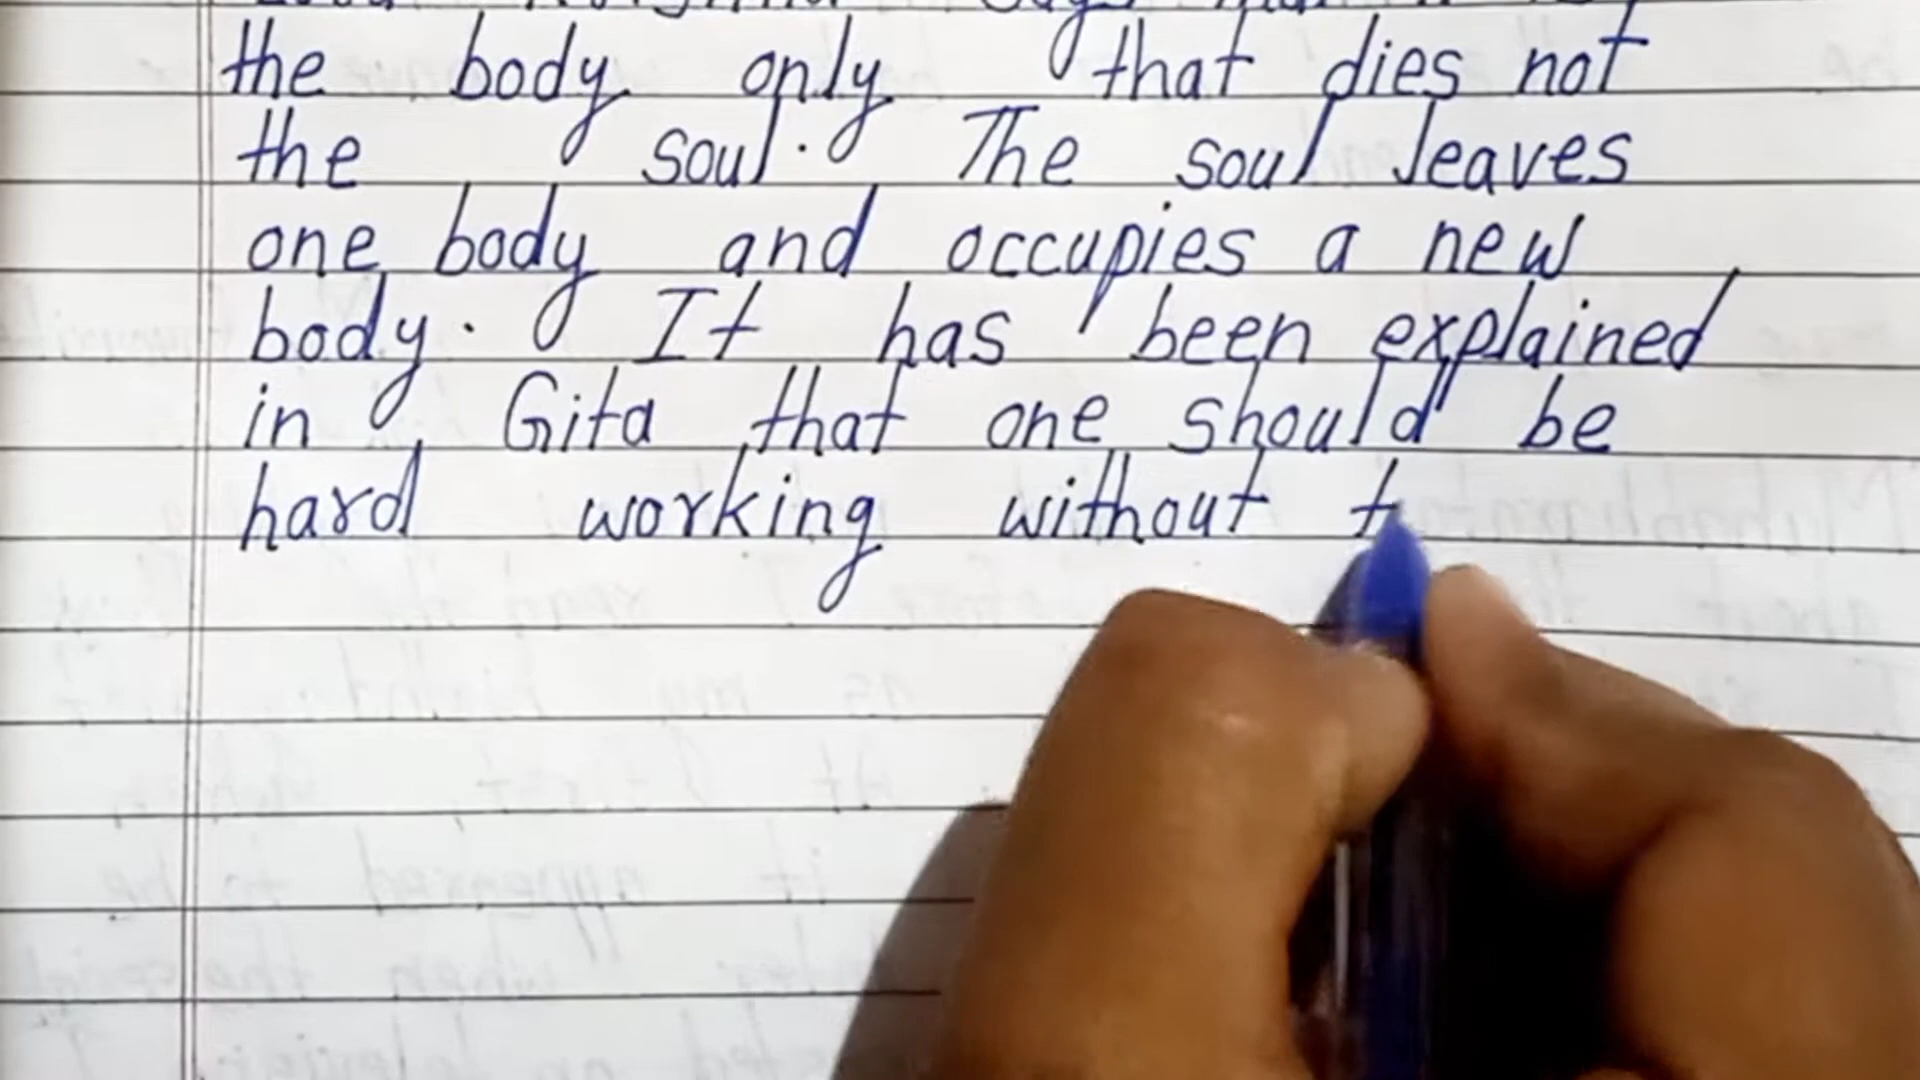 the body only that dies not
the soul. The soul leaves
one body and occupies a new
body. It has been explained
in Gita that one should be
hard working without t